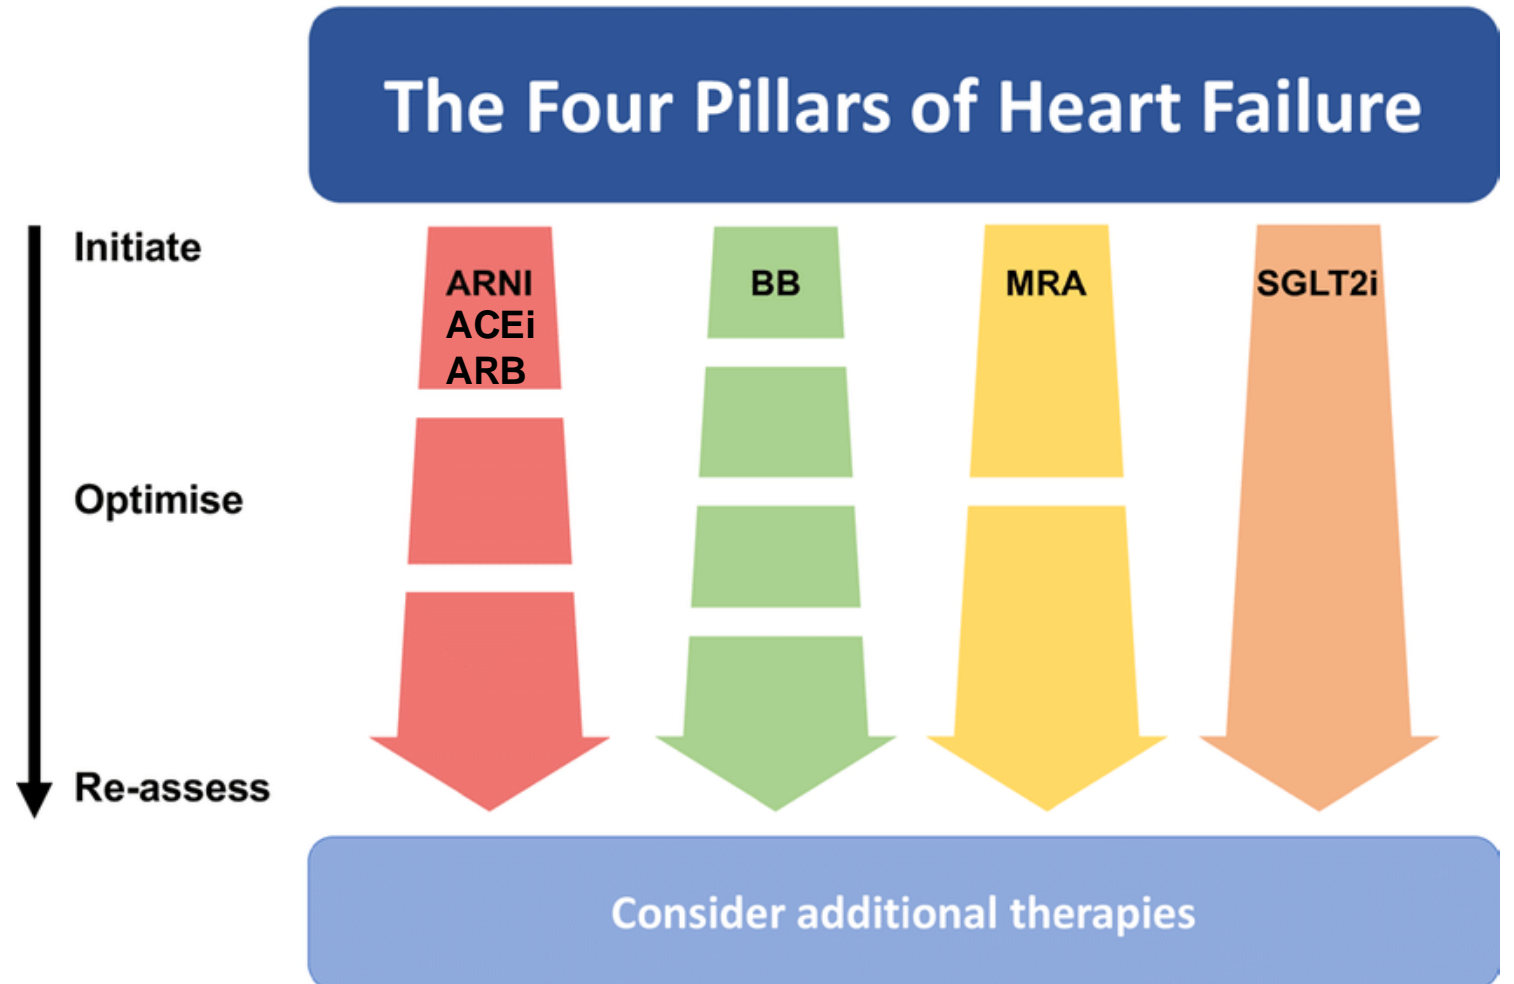 The Four Pillars of Heart Failure
Initiate
ARNI
ACEi
ARB
BB
MRA
SGLT2i
Optimise
Re-assess
Consider additional therapies